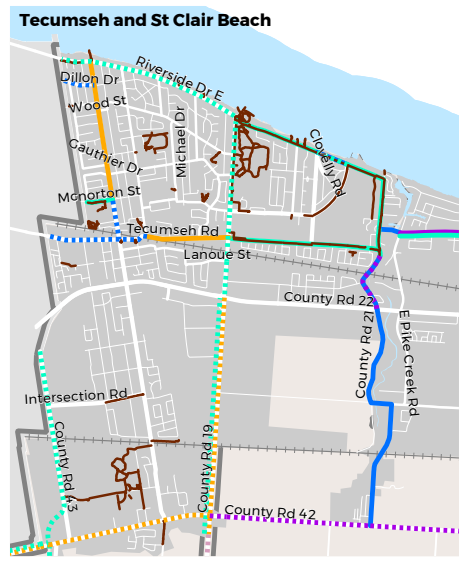 Tecumseh and St Clair Beach
Riverside Dr E
Dillon Dr
Wood St
Michael Dr
Clovelly Rd
Gauthier Dr
Mcnorton St
Tecumseh Rd
Lanoue St
County Rd 22
County Rd 21
E Pike Creek Rd
Intersection Rd
County Rd 43
County Rd 19
County Rd 42